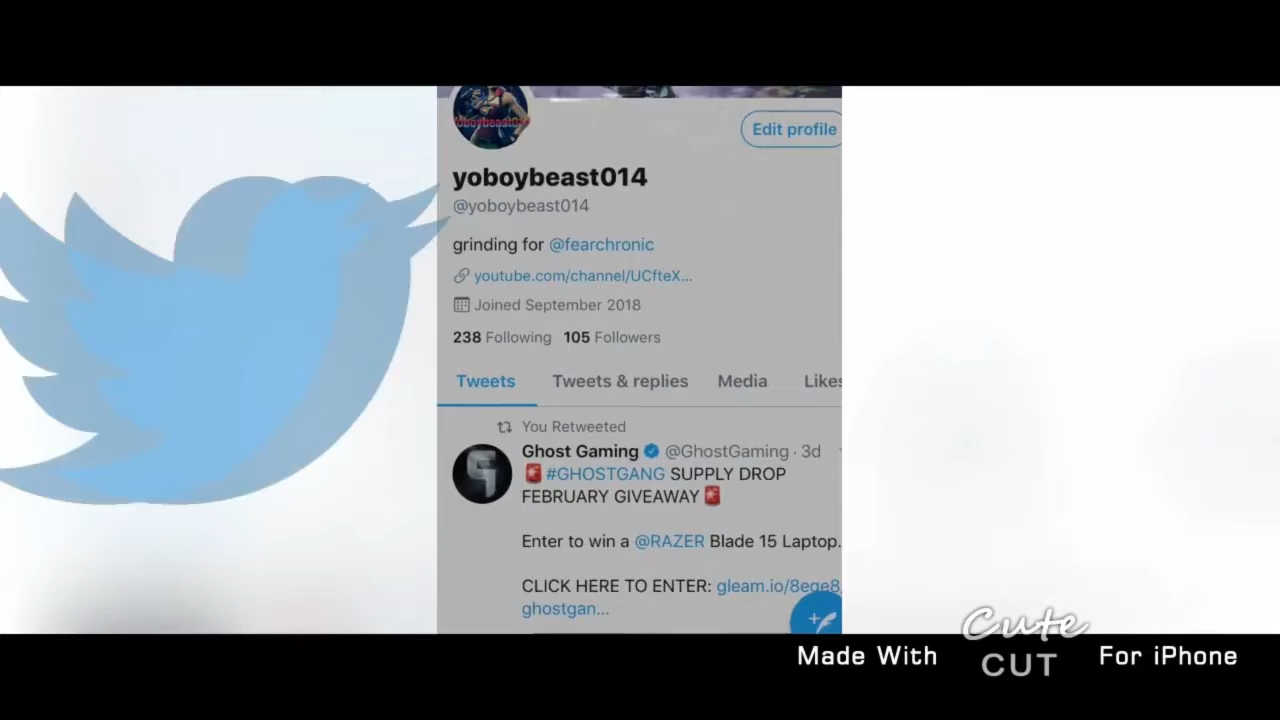 yoboybeast014
Edit profile
yoboybeast014
@yoboybeast014
grinding for @fearchronic
youtube.com/channel/UCfteX...
Joined September 2018
238 Following 105 Followers
Tweets Tweets & replies Media Likes
You Retweeted
Ghost Gaming @GhostGaming · 3d
#GHOSTGANG SUPPLY DROP
FEBRUARY GIVEAWAY
Enter to win a @RAZER Blade 15 Laptop.
CLICK HERE TO ENTER: gleam.io/8eqe8/
ghostgan...
Cute
CUT
Made With For iPhone